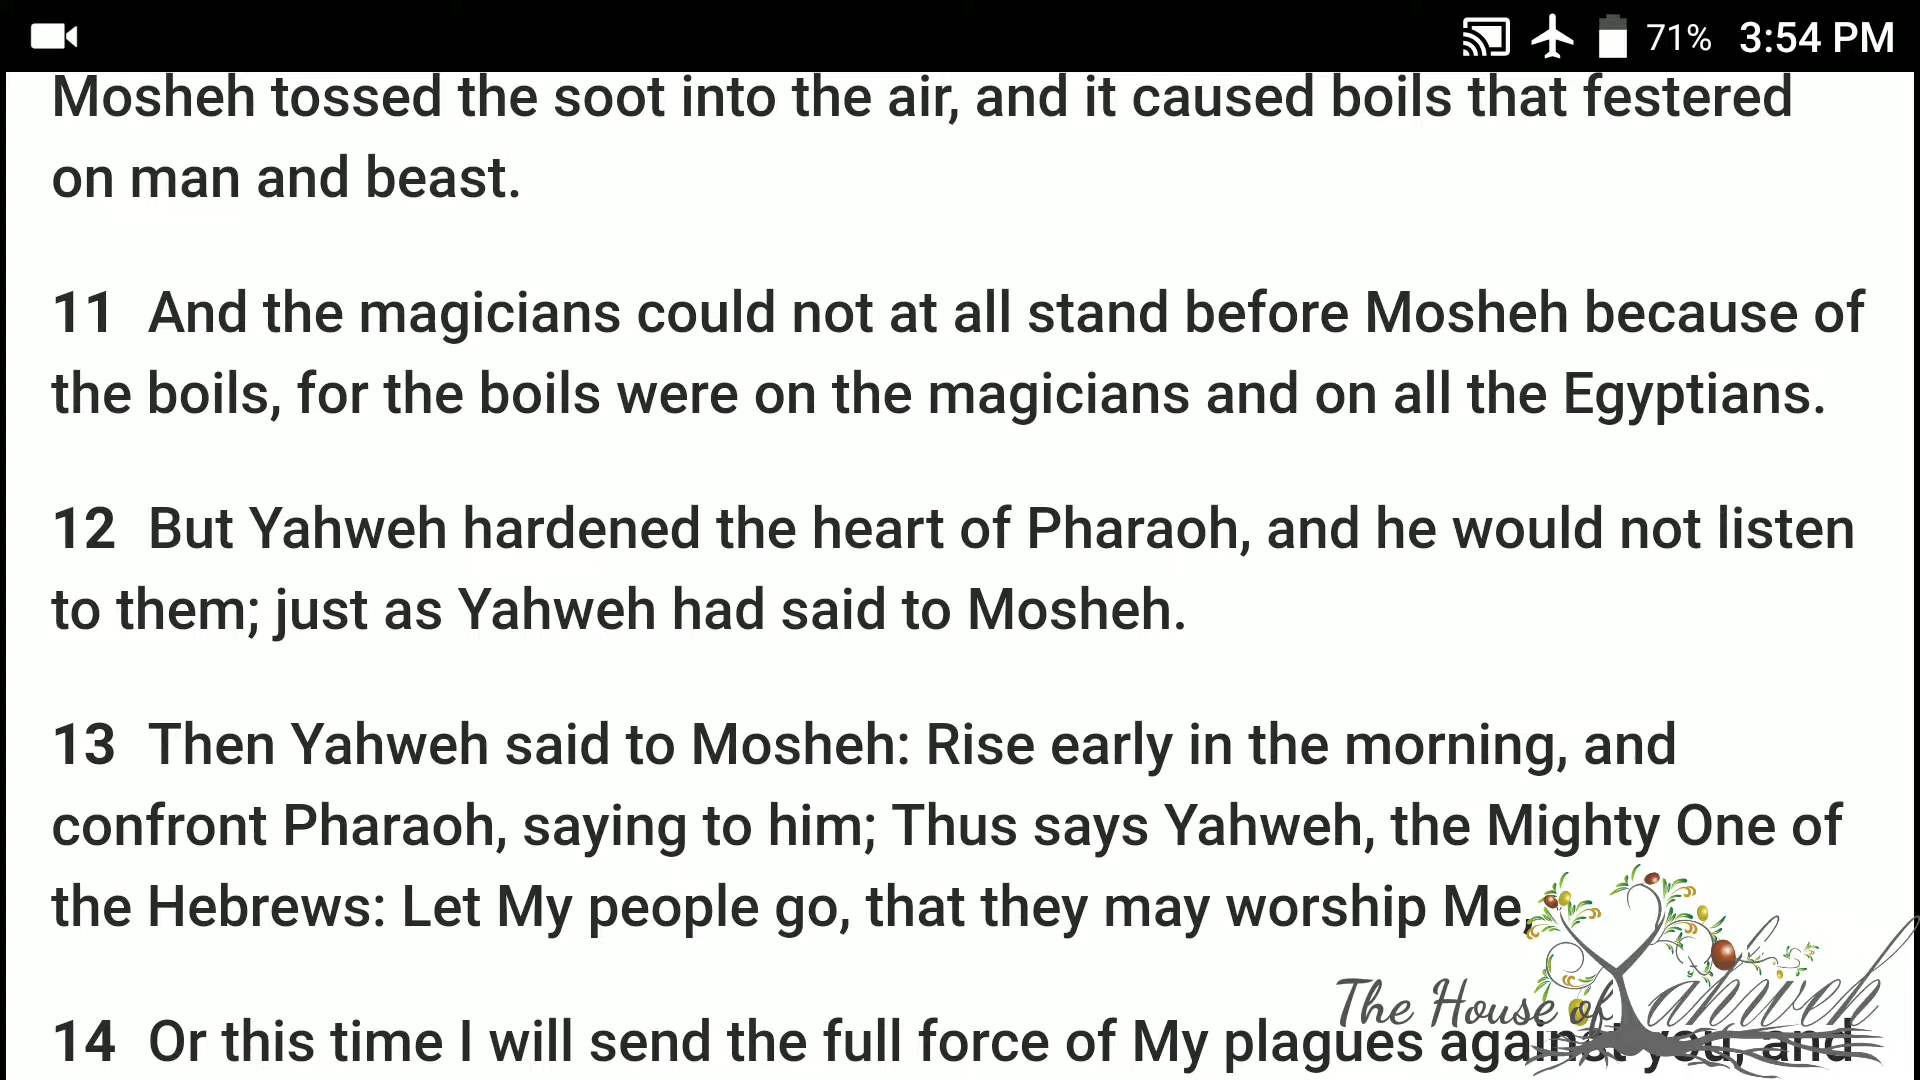 71% 3:54 PM
Mosheh tossed the soot into the air, and it caused boils that festered
on man and beast.
11 And the magicians could not at all stand before Mosheh because of
the boils, for the boils were on the magicians and on all the Egyptians.
12 But Yahweh hardened the heart of Pharaoh, and he would not listen
to them; just as Yahweh had said to Mosheh.
13 Then Yahweh said to Mosheh: Rise early in the morning, and
confront Pharaoh, saying to him; Thus says Yahweh, the Mighty One of
the Hebrews: Let My people go, that they may worship Me,
The House of Yahweh
14 Or this time I will send the full force of My plagues against you, and